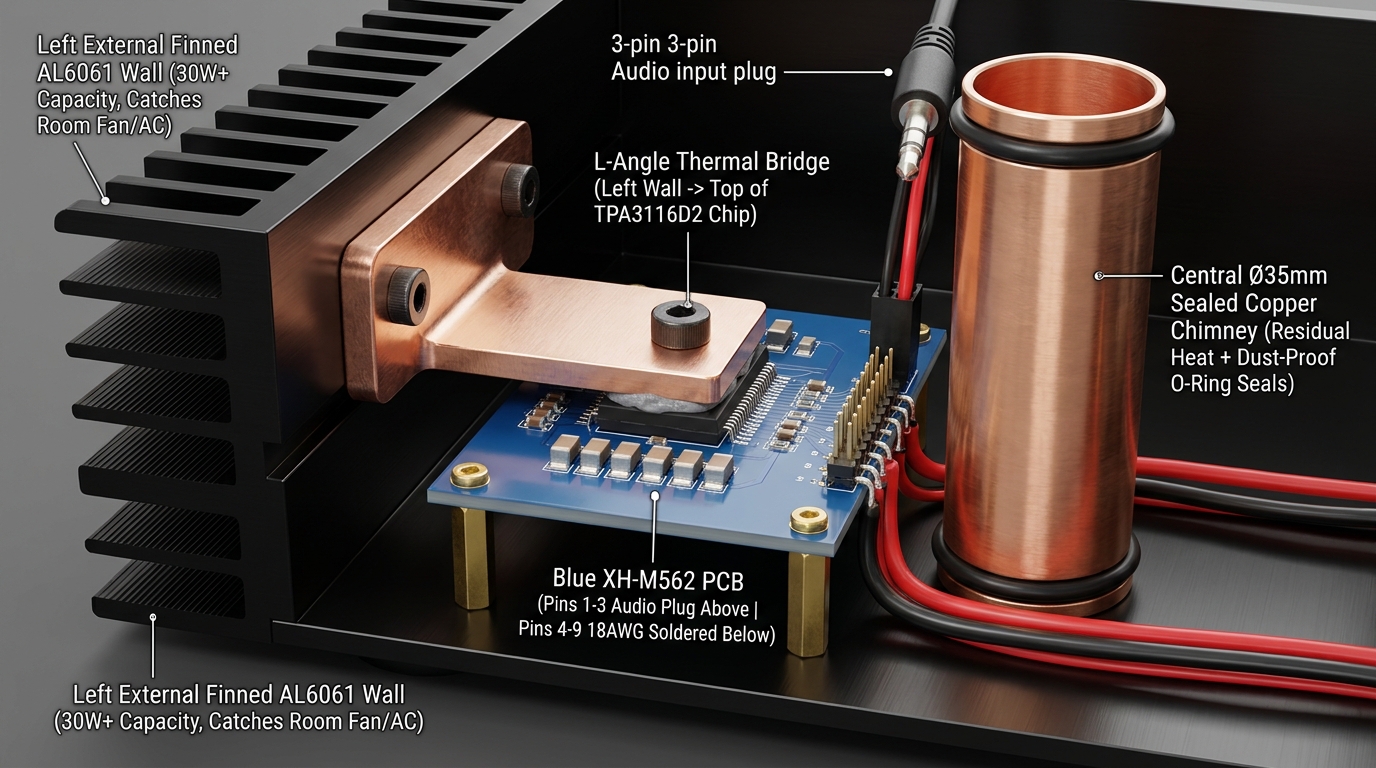 Left External Finned
AL6061 Wall (30W+
Capacity, Catches
Room Fan/AC)
3-pin 3-pin
Audio input plug
L-Angle Thermal Bridge
(Left Wall -> Top of
TPA3116D2 Chip)
Central Ø35mm
Sealed Copper
Chimney (Residual
Heat + Dust-Proof
O-Ring Seals)
Blue XH-M562 PCB
(Pins 1-3 Audio Plug Above |
Pins 4-9 18AWG Soldered Below)
Left External Finned AL6061 Wall
(30W+ Capacity, Catches Room Fan/AC)